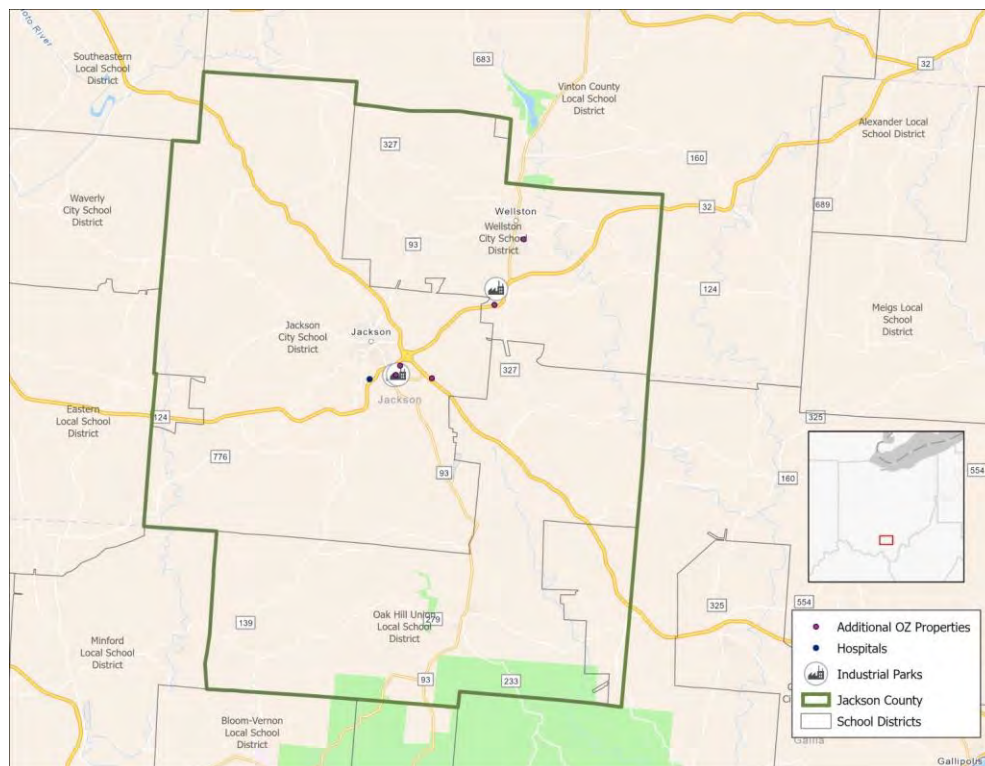 Southeastern
Local School
District
683
32
Vinton County
Local School
District
Alexander Local
School District
327
160
Waverly
City School
District
32
689
Wellston
Wellston
City School
District
93
124
Meigs Local
School
District
Jackson
City School
District
Jackson
327
Jackson
Eastern
Local School
District
124
325
776
93
160
554
139
Oak Hill Union
Local School
District
279
325
554
Minford
Local School
District
93
233
Bloom-Vernon
Local School
District
Additional OZ Properties
Hospitals
Industrial Parks
Jackson County
School Districts
Gallipolis